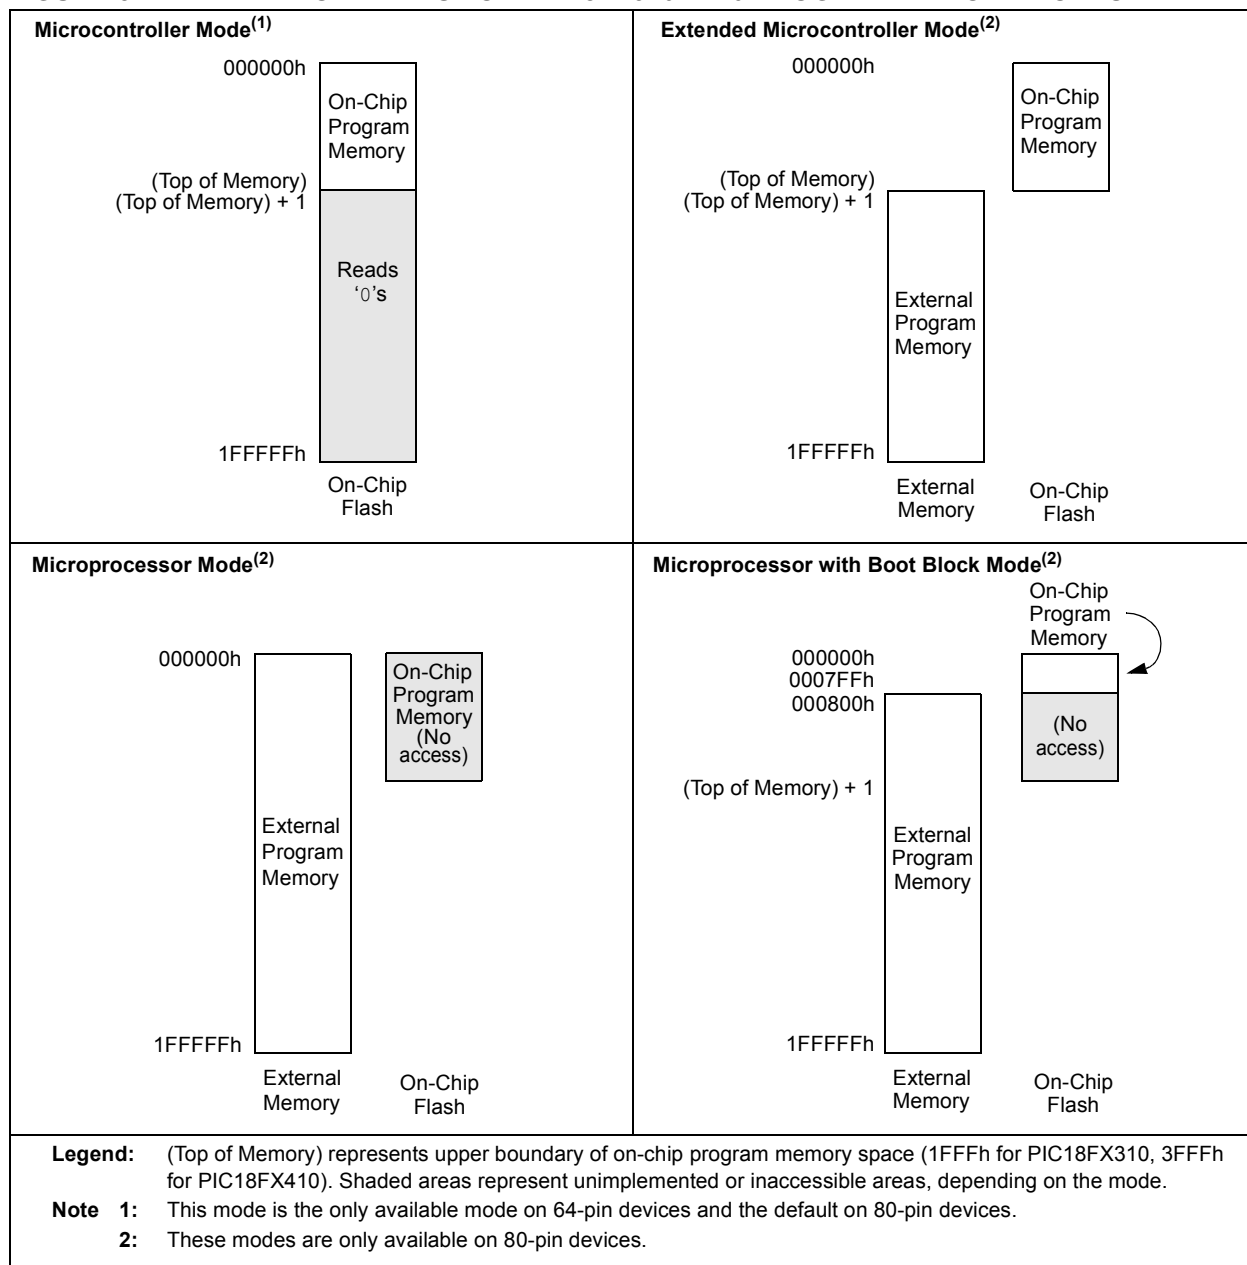 Microcontroller Mode(1)
000000h
On-Chip
Program
Memory
(Top of Memory)
(Top of Memory) + 1
Reads
‘0’s
1FFFFFh
On-Chip
Flash
Extended Microcontroller Mode(2)
000000h
On-Chip
Program
Memory
(Top of Memory)
(Top of Memory) + 1
External
Program
Memory
1FFFFFh
External
Memory
On-Chip
Flash
Microprocessor Mode(2)
000000h
On-Chip
Program
Memory
(No
access)
External
Program
Memory
1FFFFFh
External
Memory
On-Chip
Flash
Microprocessor with Boot Block Mode(2)
On-Chip
Program
Memory
000000h
0007FFh
000800h
(No
access)
(Top of Memory) + 1
External
Program
Memory
1FFFFFh
External
Memory
On-Chip
Flash
Legend: (Top of Memory) represents upper boundary of on-chip program memory space (1FFFh for PIC18FX310, 3FFFh
for PIC18FX410). Shaded areas represent unimplemented or inaccessible areas, depending on the mode.
Note 1: This mode is the only available mode on 64-pin devices and the default on 80-pin devices.
2: These modes are only available on 80-pin devices.